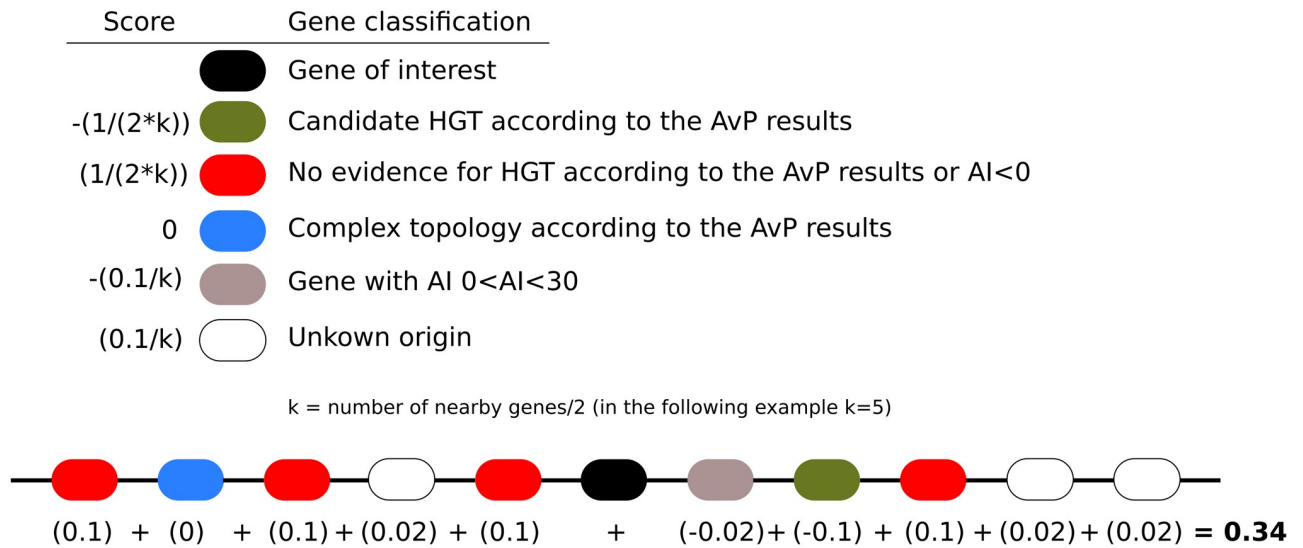 Score Gene classification
Gene of interest
-(1/(2*k)) Candidate HGT according to the AvP results
(1/(2*k)) No evidence for HGT according to the AvP results or AI<0
0 Complex topology according to the AvP results
-(0.1/k) Gene with AI 0<AI<30
(0.1/k) Unkown origin
k = number of nearby genes/2 (in the following example k=5)
(0.1) + (0) + (0.1) + (0.02) + (0.1) + (-0.02) + (-0.1) + (0.1) + (0.02) + (0.02) = 0.34